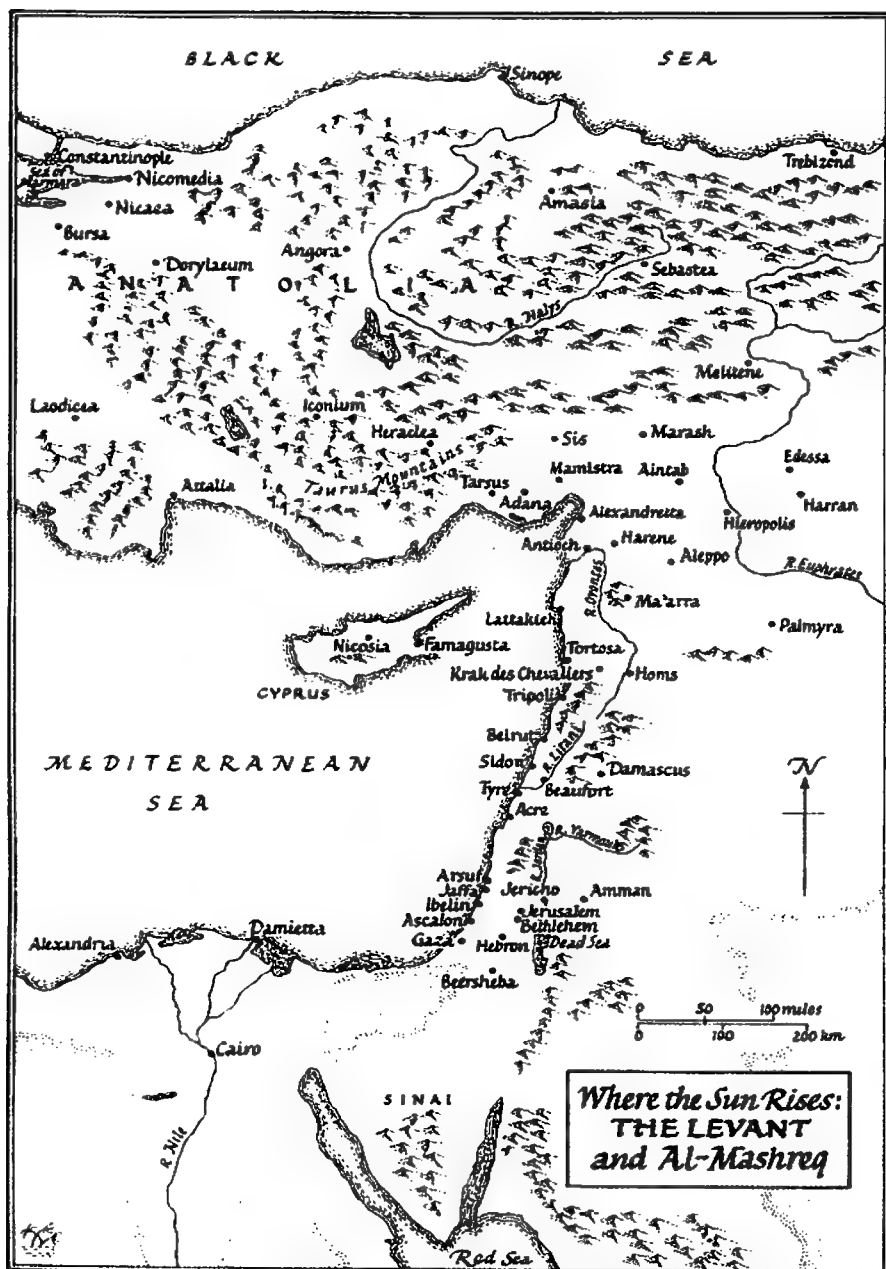 BLACK SEA
Sinope
Constantinople
Trebizond
Sea of Marmara
Nicomedia
Nicaea
Amasia
Bursa
Angora
Dorylaeum
Sebastea
ANATOLIA
R. Halys
Melitene
Laodicea
Iconium
Heraclea
Sis
Marash
Taurus Mountains
Mamistra
Aintab
Edessa
Attalia
Tarsus
Adana
Harran
Alexandretta
Hieropolis
Antioch
Harenc
Aleppo
R. Euphrates
R. Orontes
Ma'arra
Lattakieh
Palmyra
Nicosia
Famagusta
Tortosa
Krak des Chevaliers
Homs
CYPRUS
Tripoli
Beirut
R. Litani
MEDITERRANEAN
SEA
Sidon
Damascus
N
Tyre
Beaufort
Acre
R. Yarmouk
R. Jordan
Arsuf
Jaffa
Jericho
Amman
Ibelin
Jerusalem
Ascalon
Bethlehem
Damietta
Alexandria
Gaza
Hebron
Dead Sea
Beersheba
0 50 100 miles
0 100 200 km
Cairo
SINAI
R. Nile
Where the Sun Rises:
THE LEVANT
and Al-Mashreq
Red Sea